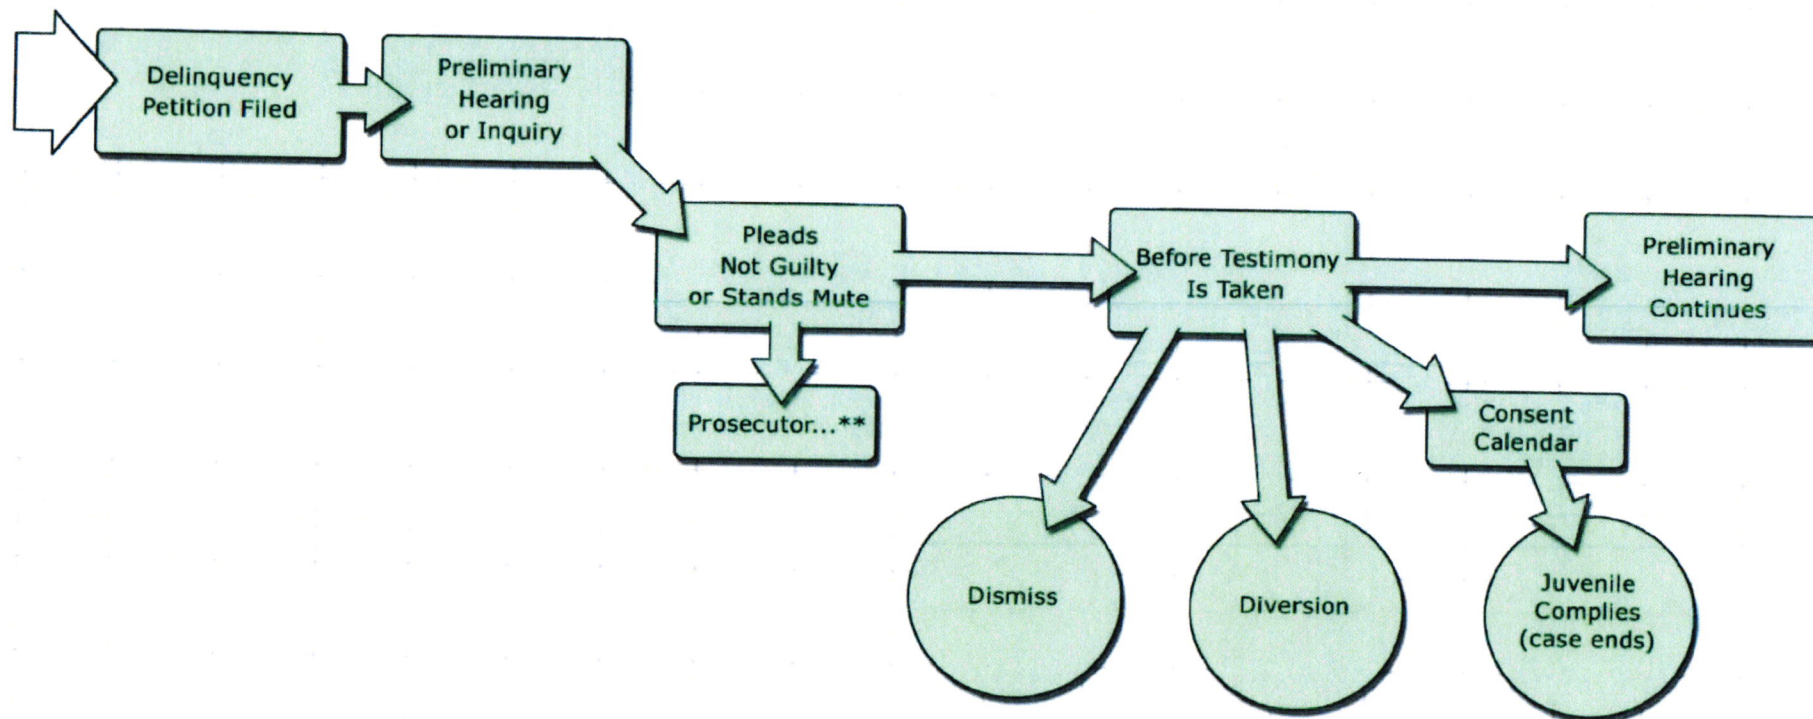 Delinquency
Petition Filed
Preliminary
Hearing
or Inquiry
Pleads
Not Guilty
or Stands Mute
Before Testimony
Is Taken
Preliminary
Hearing
Continues
Prosecutor...**
Consent
Calendar
Dismiss
Diversion
Juvenile
Complies
(case ends)